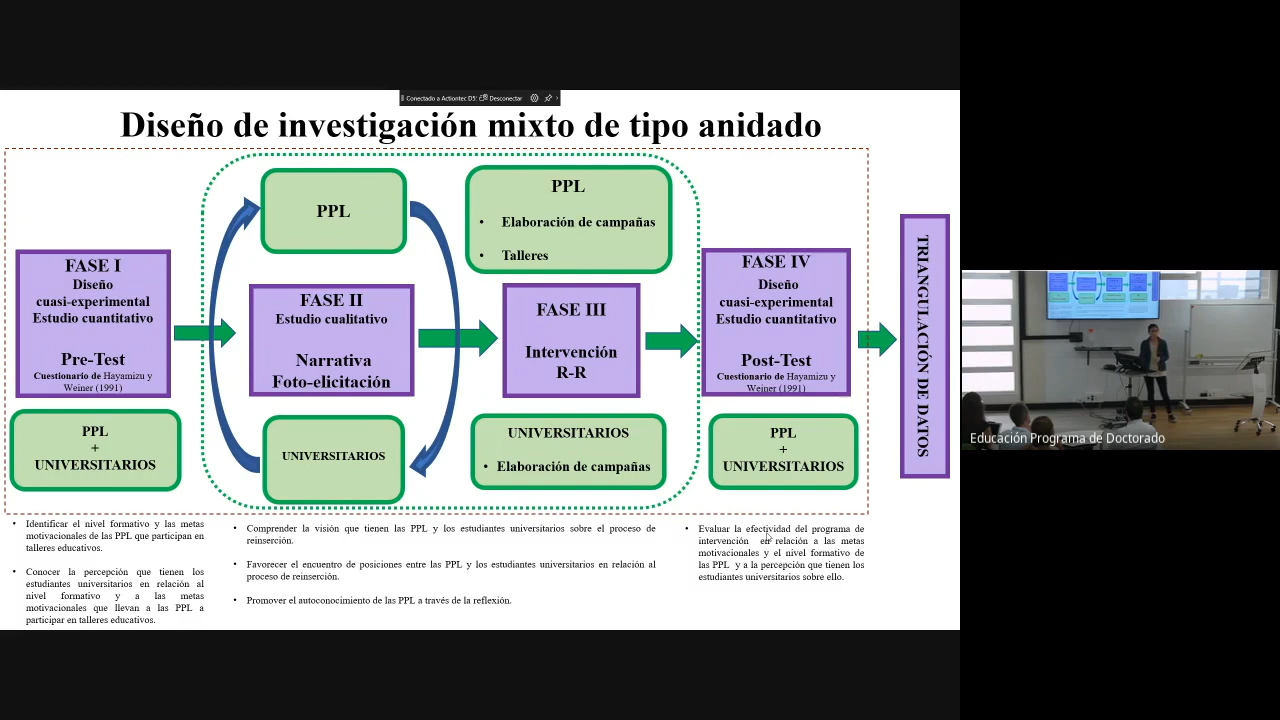 Conectado a Actiontec D5:
Desconectar
Diseño de investigación mixto de tipo anidado
FASE I
Diseño
cuasi-experimental
Estudio cuantitativo
Pre-Test
Cuestionario de Hayamizu y
Weiner (1991)
PPL
+
UNIVERSITARIOS
PPL
FASE II
Estudio cualitativo
Narrativa
Foto-elicitación
UNIVERSITARIOS
PPL
• Elaboración de campañas
• Talleres
FASE III
Intervención
R-R
UNIVERSITARIOS
• Elaboración de campañas
FASE IV
Diseño
cuasi-experimental
Estudio cuantitativo
Post-Test
Cuestionario de Hayamizu y
Weiner (1991)
PPL
+
UNIVERSITARIOS
TRIANGULACIÓN DE DATOS
• Identificar el nivel formativo y las metas
motivacionales de las PPL que participan en
talleres educativos.
• Conocer la percepción que tienen los
estudiantes universitarios en relación al
nivel formativo y a las metas
motivacionales que llevan a las PPL a
participar en talleres educativos.
• Comprender la visión que tienen las PPL y los estudiantes universitarios sobre el proceso de
reinserción.
• Favorecer el encuentro de posiciones entre las PPL y los estudiantes universitarios en relación al
proceso de reinserción.
• Promover el autoconocimiento de las PPL a través de la reflexión.
• Evaluar la efectividad del programa de
intervención en relación a las metas
motivacionales y el nivel formativo de
las PPL y a la percepción que tienen los
estudiantes universitarios sobre ello.
Educación Programa de Doctorado